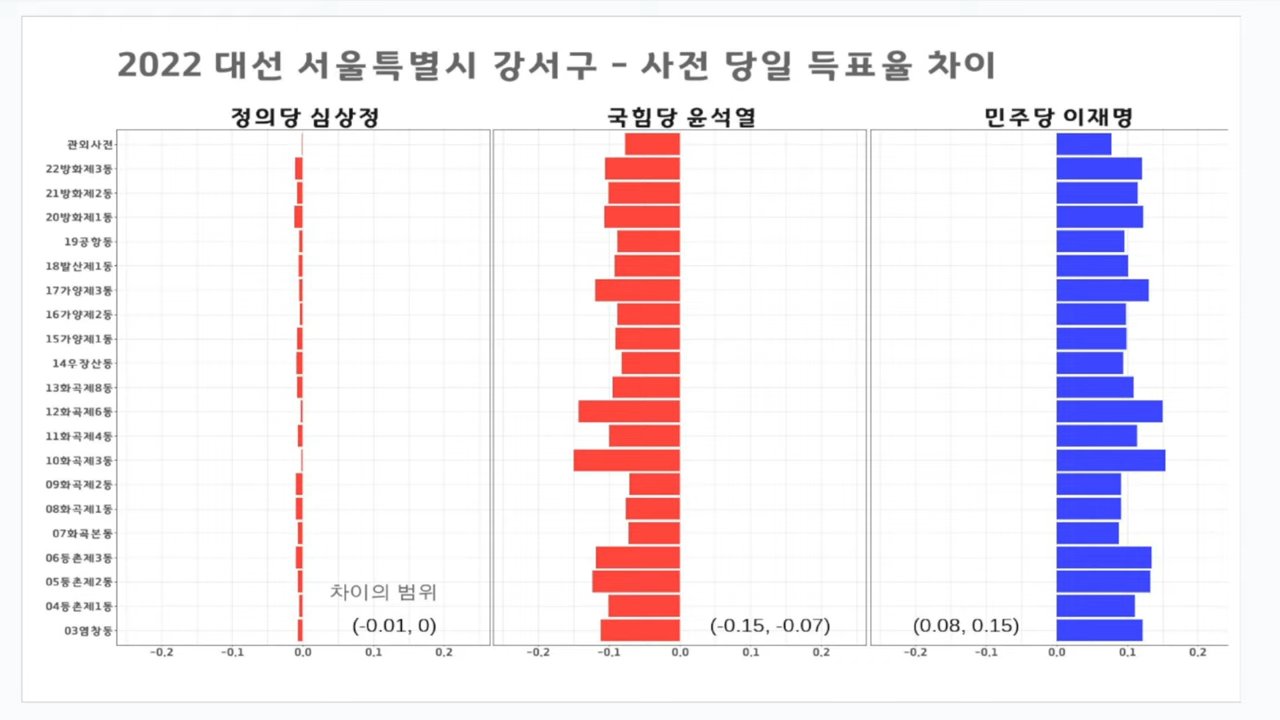 2022 대선 서울특별시 강서구 - 사전 당일 득표율 차이
정의당 심상정
국힘당 윤석열
민주당 이재명
관외사전
22방화제3동
21방화제2동
20방화제1동
19공항동
18발산제1동
17가양제3동
16가양제2동
15가양제1동
14우장산동
13화곡제8동
12화곡제6동
11화곡제4동
10화곡제3동
09화곡제2동
08화곡제1동
07화곡본동
06등촌제3동
05등촌제2동
04등촌제1동
03염창동
차이의 범위
(-0.01, 0)
(-0.15, -0.07)
(0.08, 0.15)
-0.2 -0.1 0.0 0.1 0.2
-0.2 -0.1 0.0 0.1 0.2
-0.2 -0.1 0.0 0.1 0.2